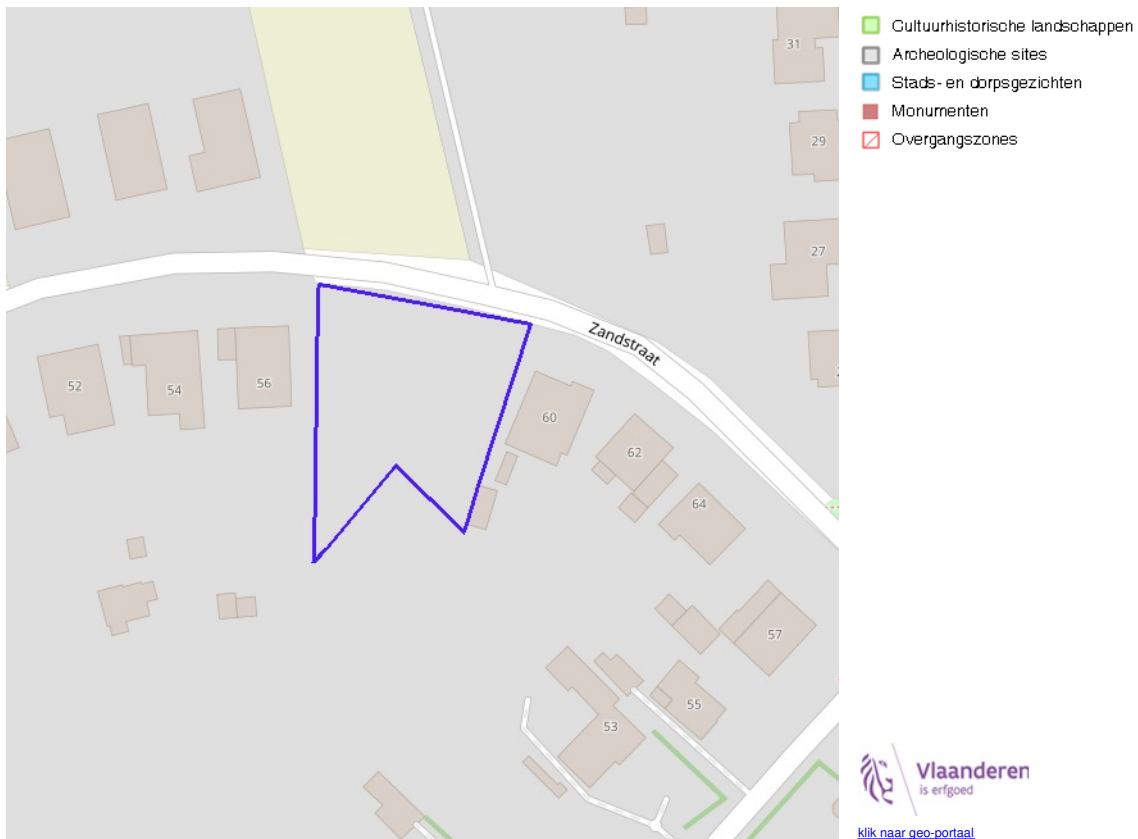 Cultuurhistorische landschappen
Archeologische sites
Stads- en dorpsgezichten
Monumenten
Overgangszones
31
29
27
Zandstraat
52
54
56
60
62
64
57
55
53
Vlaanderen
is erfgoed
klik naar geo-portaal